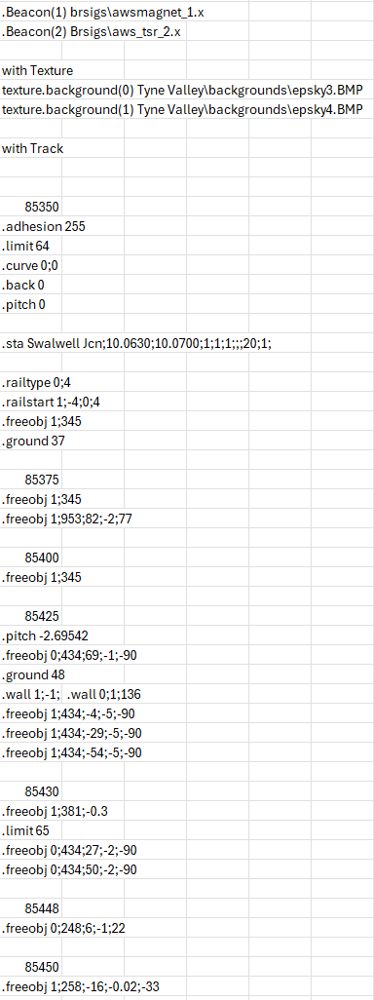 .Beacon(1) brsigs\awsmagnet_1.x
.Beacon(2) Brsigs\aws_tsr_2.x
with Texture
texture.background(0) Tyne Valley\backgrounds\epsky3.BMP
texture.background(1) Tyne Valley\backgrounds\epsky4.BMP
with Track
85350
.adhesion 255
.limit 64
.curve 0;0
.back 0
.pitch 0
.sta Swalwell Jcn;10.0630;10.0700;1;1;1;;;20;1;
.railtype 0;4
.railstart 1;-4;0;4
.freeobj 1;345
.ground 37
85375
.freeobj 1;345
.freeobj 1;953;82;-2;77
85400
.freeobj 1;345
85425
.pitch -2.69542
.freeobj 0;434;69;-1;-90
.ground 48
.wall 1;-1; .wall 0;1;136
.freeobj 1;434;-4;-5;-90
.freeobj 1;434;-29;-5;-90
.freeobj 1;434;-54;-5;-90
85430
.freeobj 1;381;-0.3
.limit 65
.freeobj 0;434;27;-2;-90
.freeobj 0;434;50;-2;-90
85448
.freeobj 0;248;6;-1;22
85450
.freeobj 1;258;-16;-0.02;-33